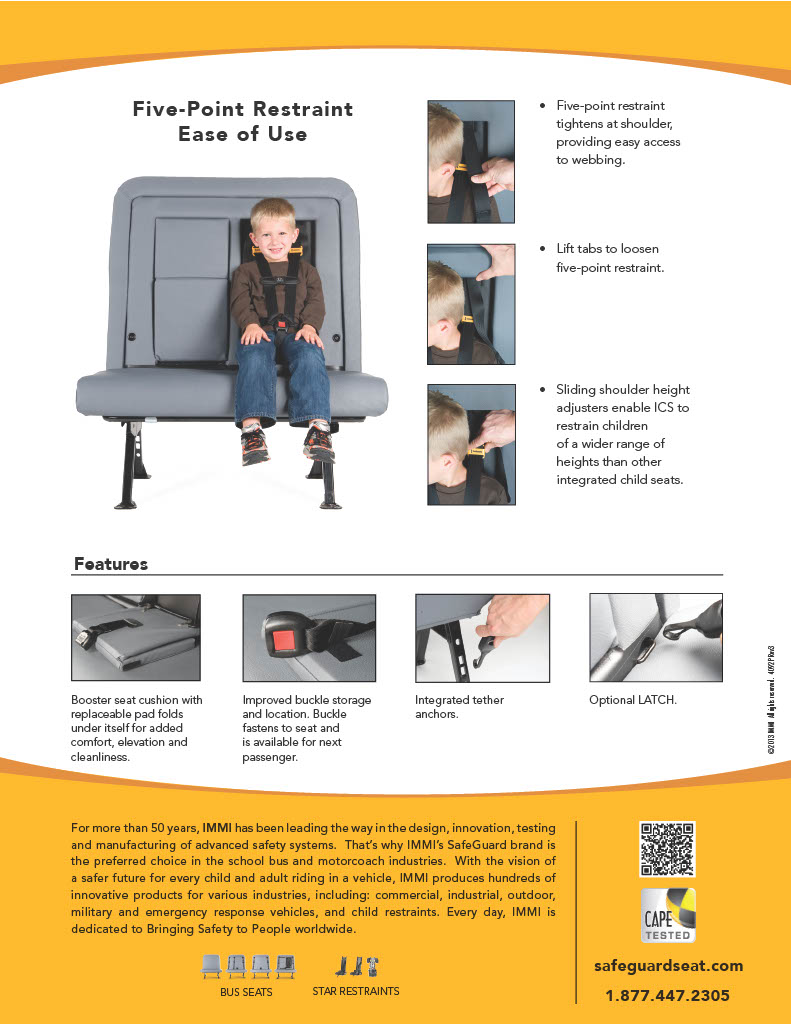 Five-Point Restraint
Ease of Use
• Five-point restraint
tightens at shoulder,
providing easy access
to webbing.
• Lift tabs to loosen
five-point restraint.
• Sliding shoulder height
adjusters enable ICS to
restrain children
of a wider range of
heights than other
integrated child seats.
Features
Booster seat cushion with
replaceable pad folds
under itself for added
comfort, elevation and
cleanliness.
Improved buckle storage
and location. Buckle
fastens to seat and
is available for next
passenger.
Integrated tether
anchors.
Optional LATCH.
©2013 IMMI All rights reserved.
For more than 50 years, IMMI has been leading the way in the design, innovation, testing
and manufacturing of advanced safety systems. That's why IMMI's SafeGuard brand is
the preferred choice in the school bus and motorcoach industries. With the vision of
a safer future for every child and adult riding in a vehicle, IMMI produces hundreds of
innovative products for various industries, including: commercial, industrial, outdoor,
military and emergency response vehicles, and child restraints. Every day, IMMI is
dedicated to Bringing Safety to People worldwide.
BUS SEATS
STAR RESTRAINTS
CAPE
TESTED
safeguardseat.com
1.877.447.2305